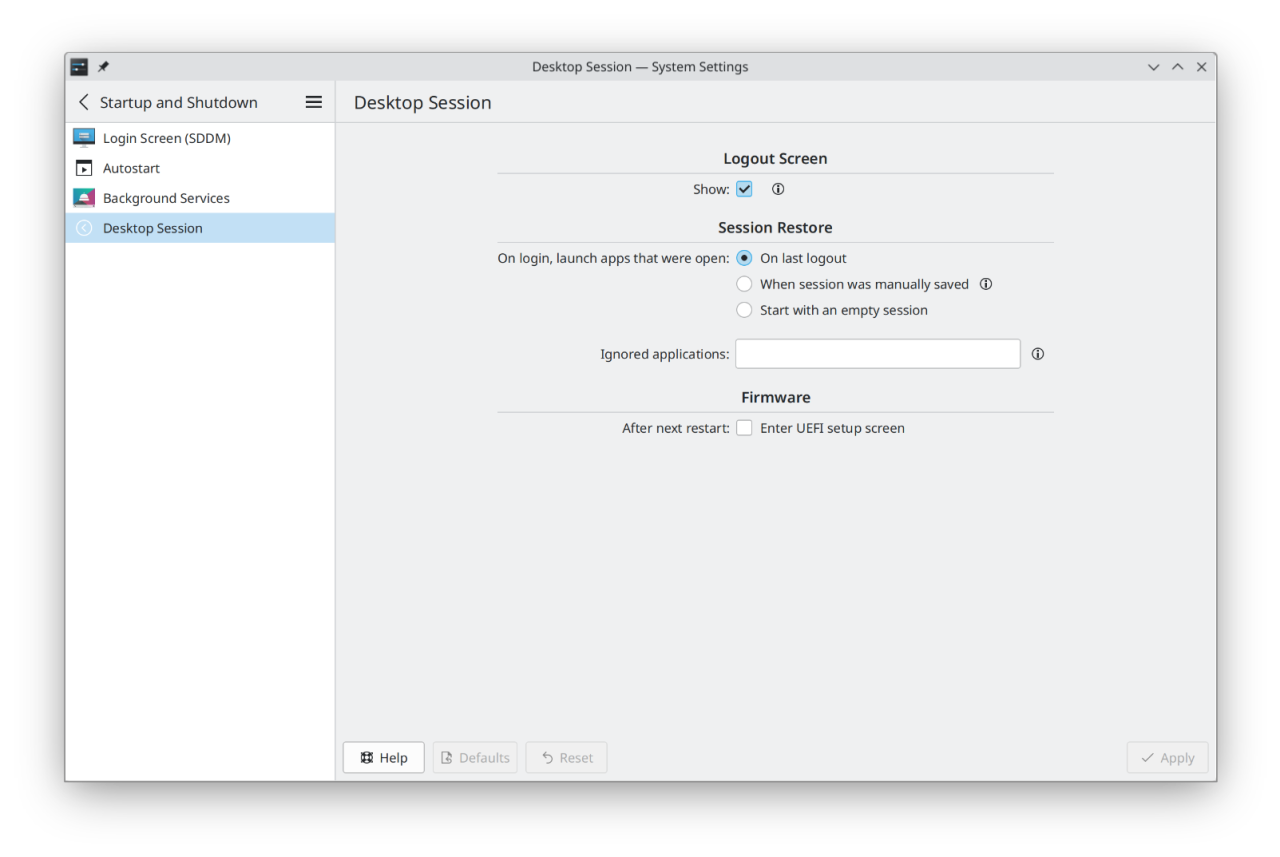 Desktop Session — System Settings
Startup and Shutdown
Desktop Session
Login Screen (SDDM)
Autostart
Background Services
Desktop Session
Logout Screen
Show:
Session Restore
On login, launch apps that were open: On last logout
When session was manually saved
Start with an empty session
Ignored applications:
Firmware
After next restart: Enter UEFI setup screen
Help Defaults Reset Apply